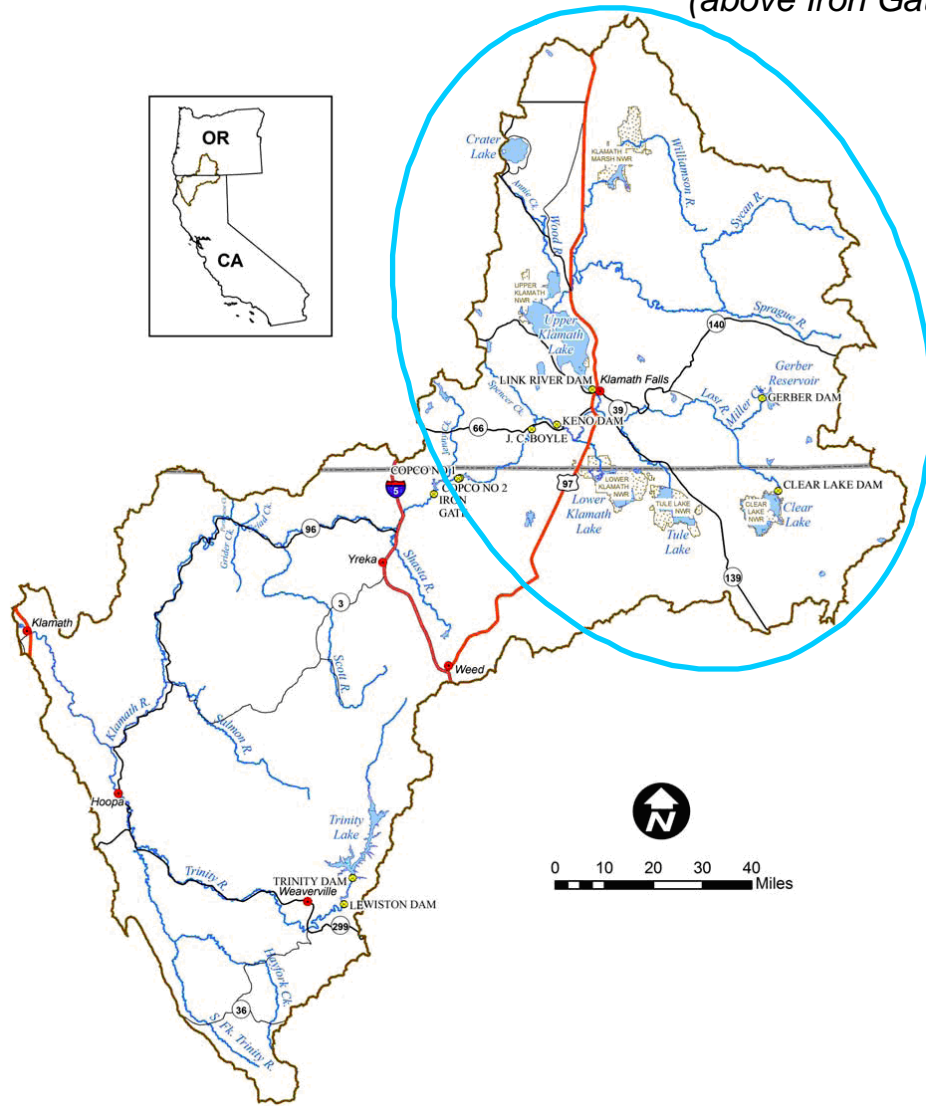 (above Iron Gat
OR
CA
Crater
Lake
KLAMATH
MARSH NWR
Williamson R.
Annie Ck.
Wood R.
Sycan R.
UPPER
KLAMATH
NWR
Upper
Klamath
Lake
Sprague R.
140
LINK RIVER DAM
Klamath Falls
Gerber
Reservoir
GERBER DAM
Miller Ck.
Lost R.
39
Spencer Ck.
KENO DAM
66
J. C. BOYLE
Jenny Ck.
COPCO NO 1
COPCO NO 2
5
IRON
GATE
97
LOWER
KLAMATH
NWR
Lower
Klamath
Lake
TULE LAKE
NWR
Tule
Lake
CLEAR LAKE DAM
CLEAR
LAKE
NWR
Clear
Lake
96
Grider Ck.
Yreka
Shasta R.
139
3
Klamath
Scott R.
Weed
Klamath R.
Salmon R.
Hoopa
N
Trinity
Lake
0 10 20 30 40
Miles
Trinity R.
TRINITY DAM
Weaverville
LEWISTON DAM
299
Hayfork Ck.
36
S. Fk. Trinity R.